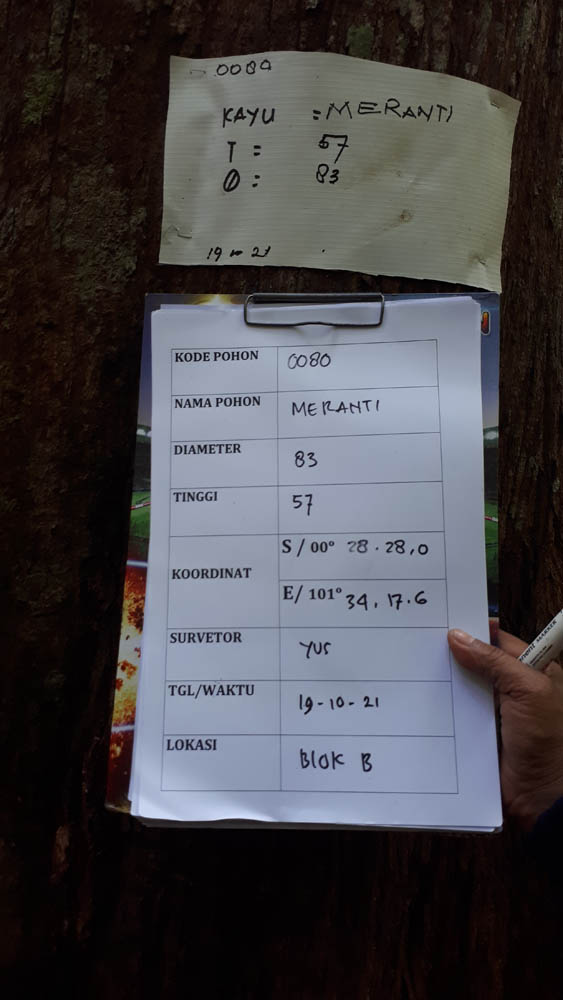 0080
KAYU = MERANTI
T = 57
Ø = 83
19 - 21
KODE POHON 0080
NAMA POHON MERANTI
DIAMETER 83
TINGGI 57
KOORDINAT S / 00° 28 . 28,0
E/ 101° 34 . 17.6
SURVETOR YUS
TGL/WAKTU 19-10-21
LOKASI Blok B